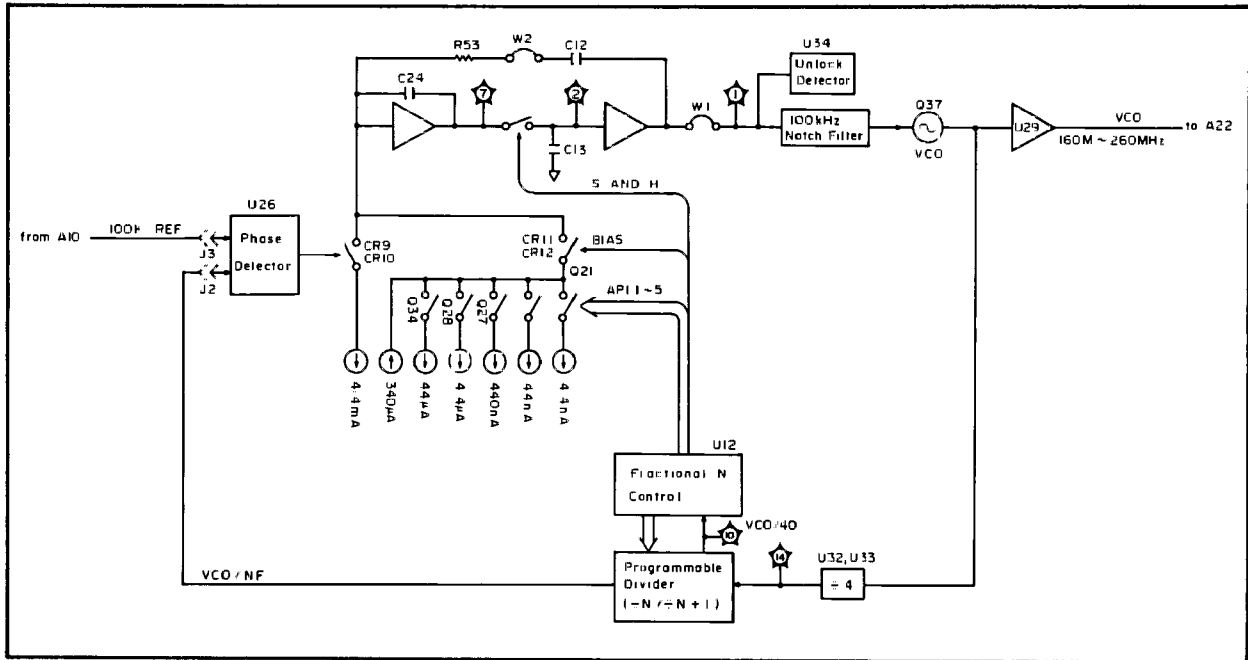 R53
W2
C12
U34
Unlock
Detector
C24
7
2
W1
1
100kHz
Notch Filter
Q37
VCO
U29
VCO
160M ~ 260MHz
to A22
C13
S AND H
U26
from A10
100k REF
J3
J2
Phase
Detector
CR9
CR10
CR11
CR12
BIAS
Q21
API 1~5
Q34
Q28
Q27
4.4mA
340μA
44μA
4.4μA
440nA
44nA
4.4nA
U12
Fractional N
Control
VCO/40
10
14
U32, U33
÷ 4
Programmable
Divider
(÷N/÷N+1)
VCO/NF